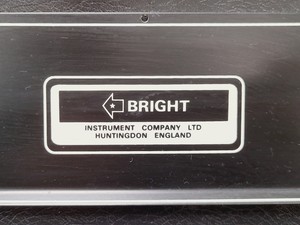 BRIGHT
INSTRUMENT COMPANY LTD
HUNTINGDON ENGLAND